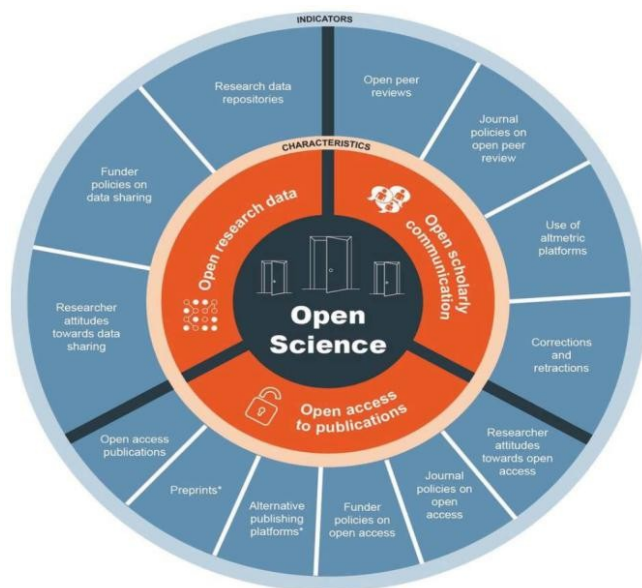 INDICATORS
Research data
repositories
Open peer
reviews
Journal policies on
open peer
review
Funder
policies on
data sharing
Use of
altmetric
platforms
Researcher
attitudes
towards data
sharing
Corrections
and
retractions
CHARACTERISTICS
Open research data
Open scholarly
communication
Open
Science
Open access
to publications
Open access
publications
Preprints*
Alternative
publishing
platforms*
Funder
policies on
open access
Journal
policies on
open
access
Researcher
attitudes
towards open
access